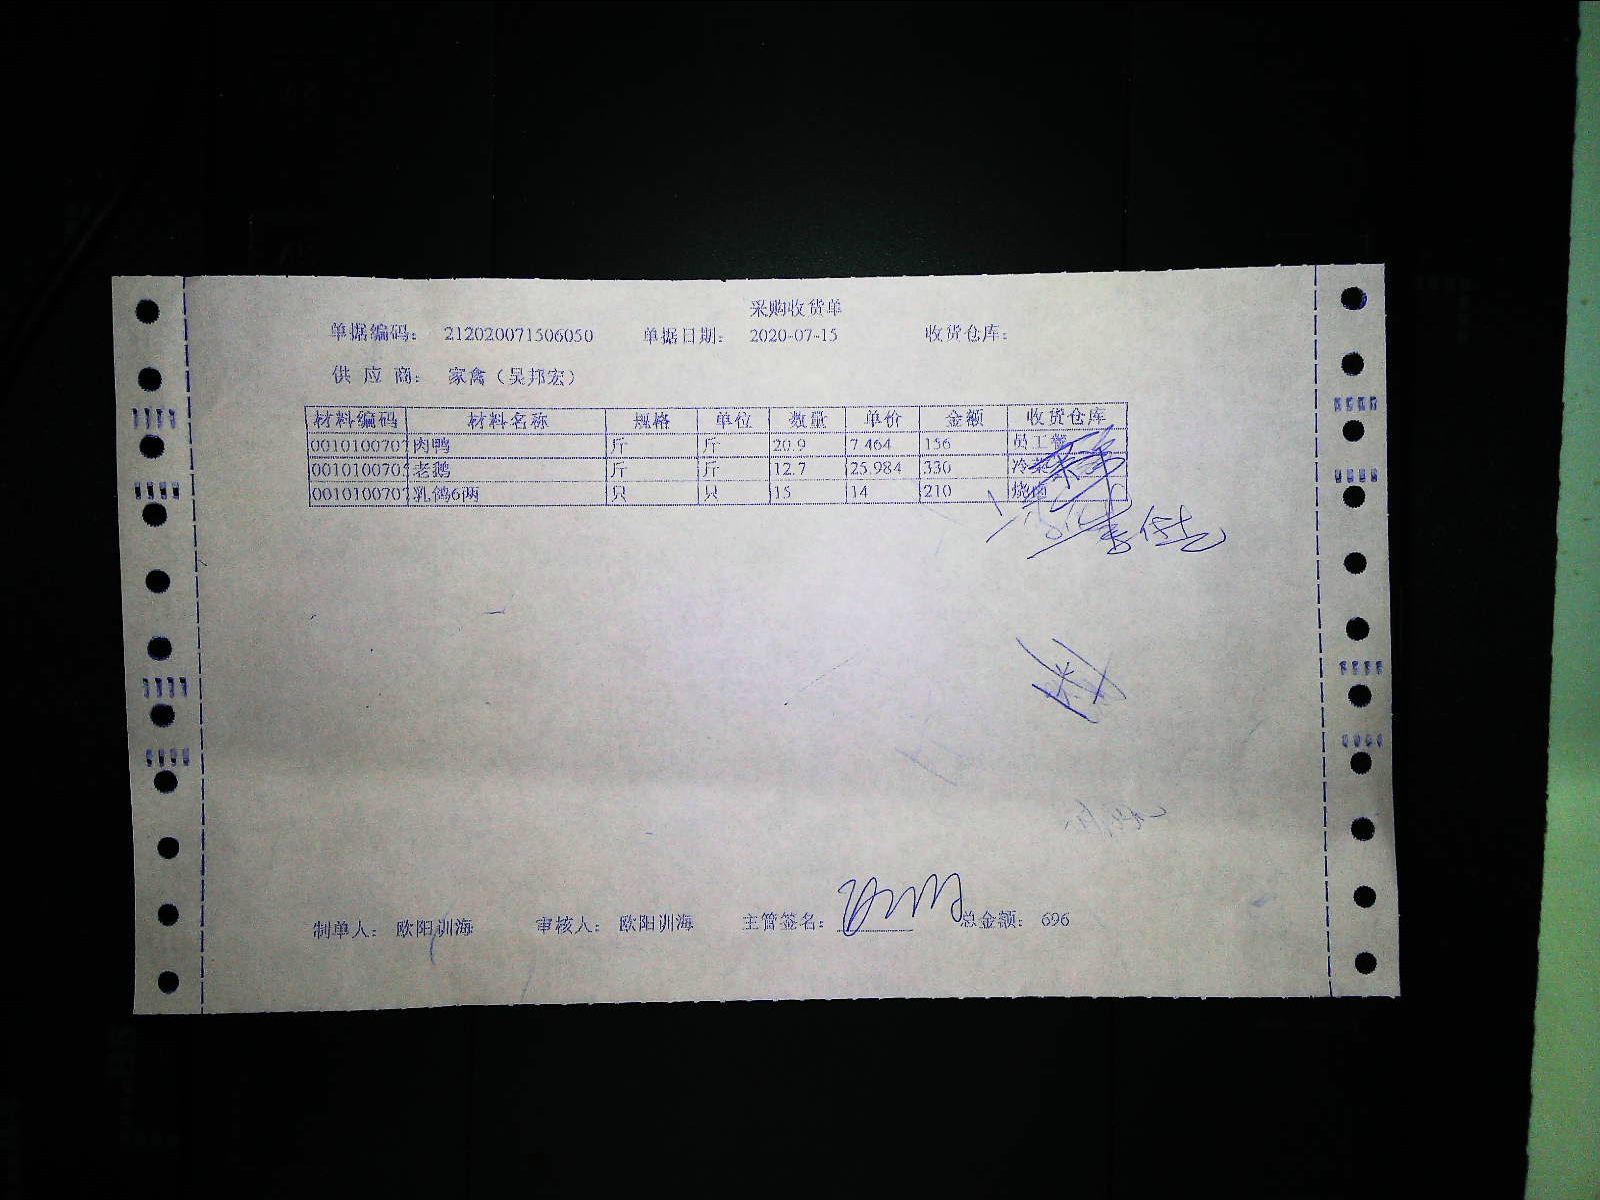 采购收货单
单据编码： 212020071506050 单据日期： 2020-07-15 收货仓库：
供 应 商： 家禽（吴邦宏）
材料编码 材料名称 规格 单位 数量 单价 金额 收货仓库
0010100707 肉鸭 斤 斤 20.9 7.464 156 员工餐
0010100705 老鹅 斤 斤 12.7 25.984 330 冷菜
0010100707 乳鸽6两 只 只 15 14 210 烧卤
制单人： 欧阳训海 审核人： 欧阳训海 主管签名： 总金额： 696